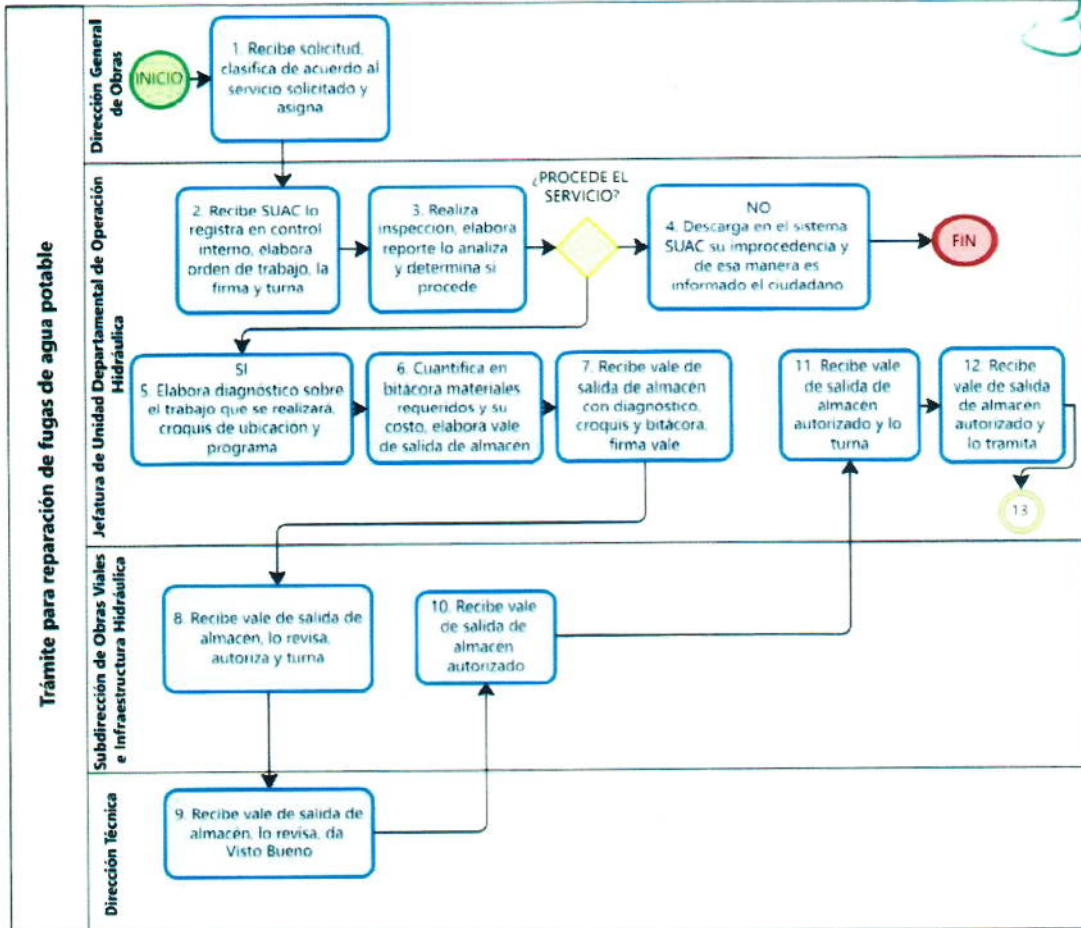 Trámite para reparación de fugas de agua potable
Dirección General
de Obras
INICIO
1. Recibe solicitud,
clasifica de acuerdo al
servicio solicitado y
asigna
Jefatura de Unidad Departamental de Operación
Hidráulica
2. Recibe SUAC lo
registra en control
interno, elabora
orden de trabajo, la
firma y turna
3. Realiza
inspección, elabora
reporte lo analiza
y determina si
procede
¿PROCEDE EL
SERVICIO?
NO
4. Descarga en el sistema
SUAC su improcedencia y
de esa manera es
informado el ciudadano
FIN
SI
5. Elabora diagnóstico sobre
el trabajo que se realizará,
croquis de ubicación y
programa
6. Cuantifica en
bitácora materiales
requeridos y su
costo, elabora vale
de salida de almacén
7. Recibe vale de
salida de almacén
con diagnóstico,
croquis y bitácora,
firma vale
11. Recibe vale
de salida de
almacén
autorizado y lo
turna
12. Recibe
vale de salida
de almacén
autorizado y
lo tramita
13
Subdirección de Obras Viales
e Infraestructura Hidráulica
8. Recibe vale de salida de
almacén, lo revisa,
autoriza y turna
10. Recibe vale
de salida de
almacén
autorizado
Dirección Técnica
9. Recibe vale de salida de
almacén, lo revisa, da
Visto Bueno